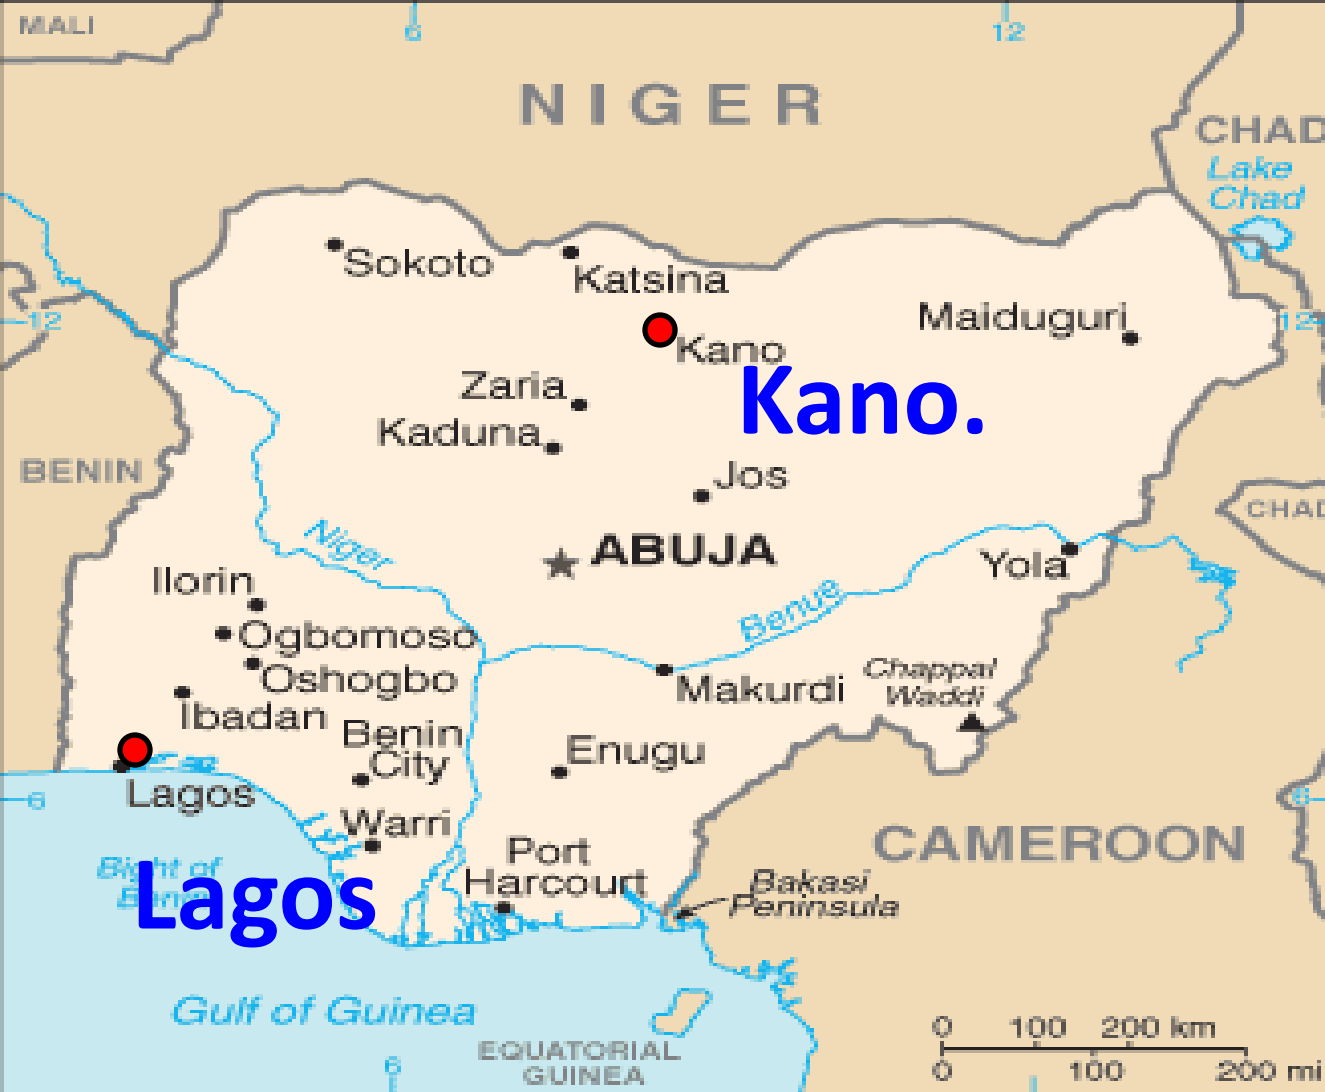 MALI
6
12
NIGER
CHAD
Lake
Chad
Sokoto
Katsina
Maiduguri
12
12
Kano
Zaria
Kano.
Kaduna
BENIN
Jos
CHAD
Niger
ABUJA
Yola
Ilorin
Benue
Ogbomoso
Oshogbo
Chappal
Waddi
Makurdi
Ibadan
Benin
City
Enugu
Lagos
6
6
Warri
CAMEROON
Port
Harcourt
Bight of
Benin
Lagos
Bakasi
Peninsula
Gulf of Guinea
0 100 200 km
EQUATORIAL
GUINEA
6
0 100 200 mi